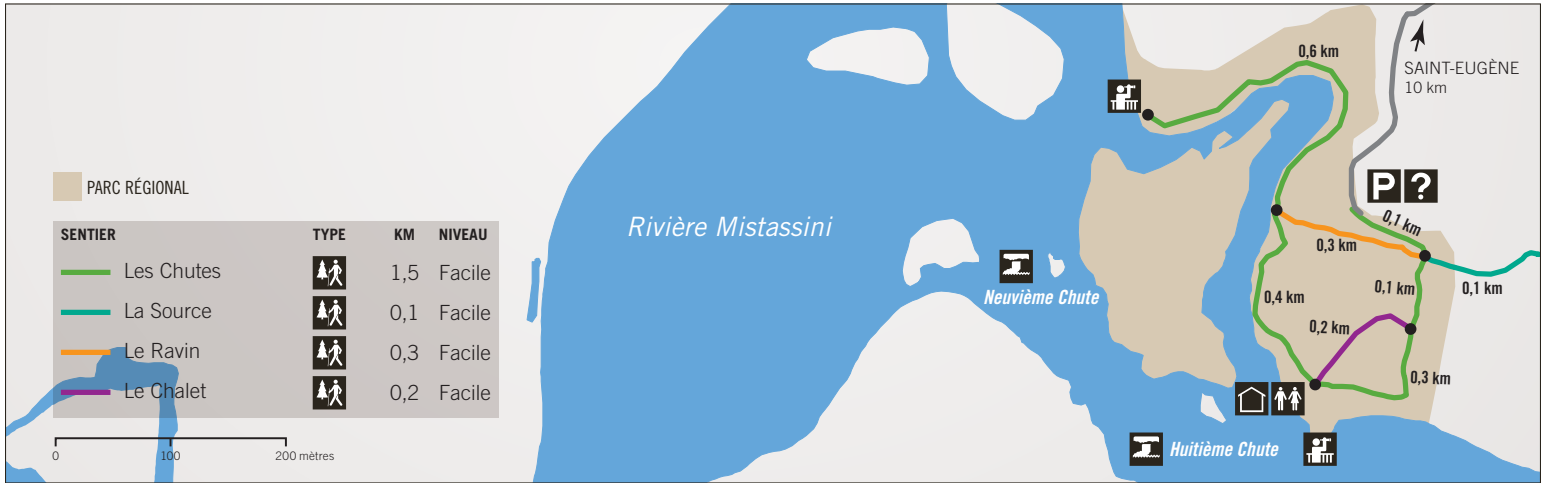 0,6 km
SAINT-EUGÈNE
10 km
PARC RÉGIONAL
P ?
SENTIER TYPE KM NIVEAU
Les Chutes 1,5 Facile
La Source 0,1 Facile
Le Ravin 0,3 Facile
Le Chalet 0,2 Facile
0 100 200 mètres
Rivière Mistassini
Neuvième Chute
0,1 km
0,3 km
0,1 km
0,1 km
0,4 km
0,2 km
0,3 km
Huitième Chute